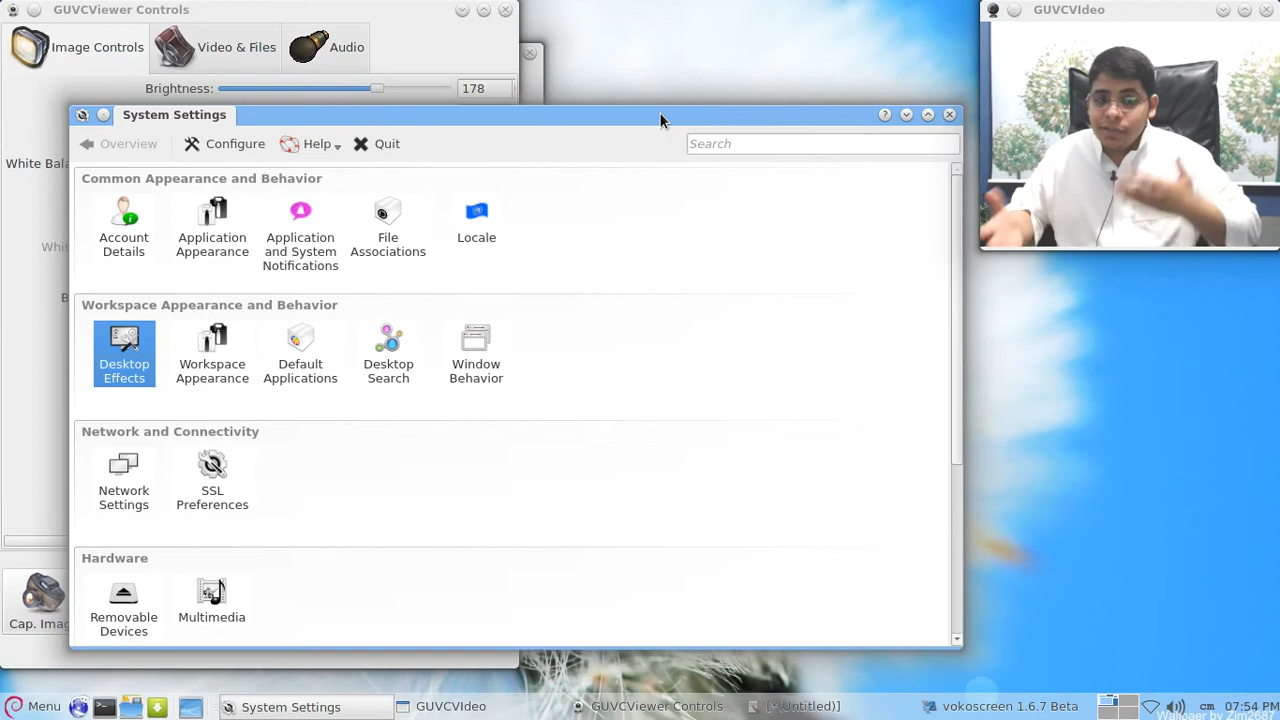 GUVCViewer Controls
GUVCVIdeo
Image Controls
Video & Files
Audio
Brightness:
178
System Settings
Overview
Configure
Help
Quit
Search
White Bala
Common Appearance and Behavior
Account Details
Application Appearance
Application and System Notifications
File Associations
Locale
Whit
B
Workspace Appearance and Behavior
Desktop Effects
Workspace Appearance
Default Applications
Desktop Search
Window Behavior
Network and Connectivity
Network Settings
SSL Preferences
Hardware
Removable Devices
Multimedia
Cap. Imag
Menu
System Settings
GUVCVIdeo
GUVCViewer Controls
[*(Untitled)]
vokoscreen 1.6.7 Beta
cm
07:54 PM